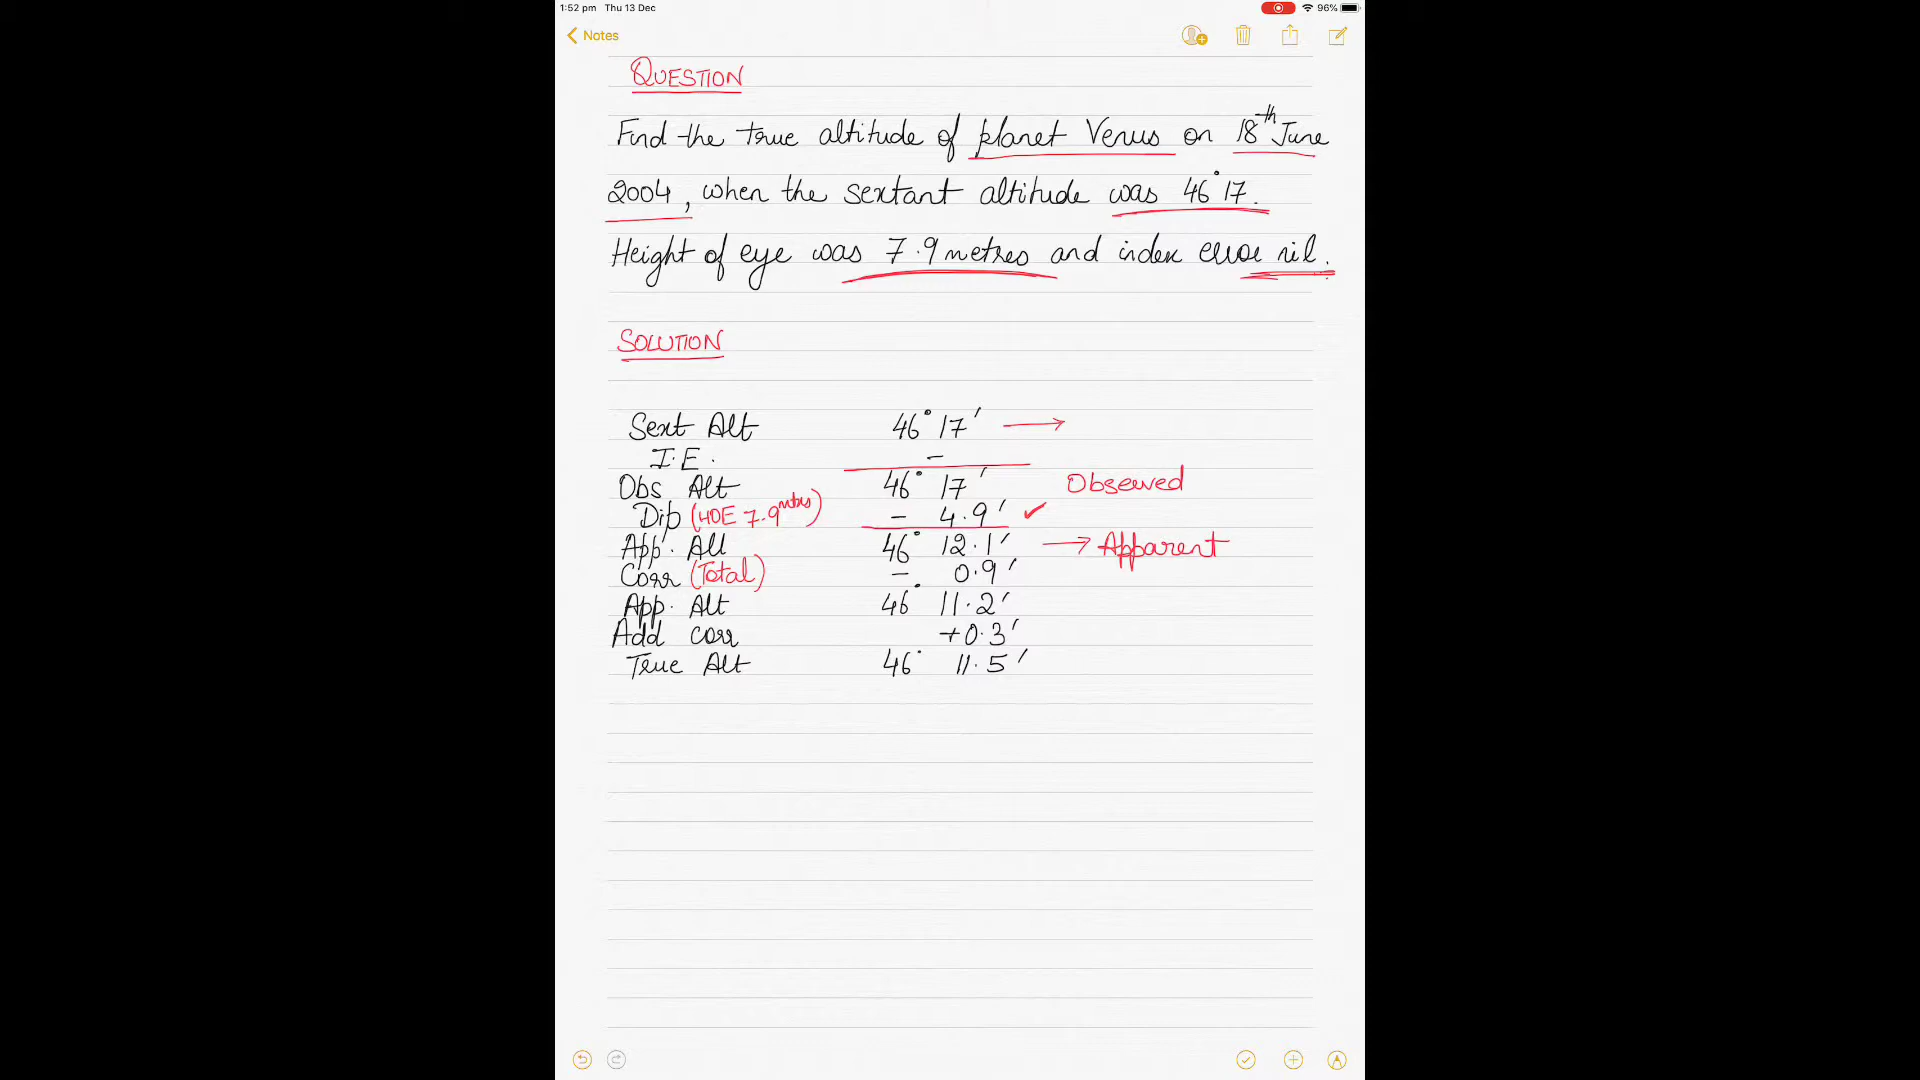 1:52 pm Thu 13 Dec 96%
Notes
QUESTION
Find the true altitude of planet Venus on 18th June
2004, when the sextant altitude was 46°17.
Height of eye was 7.9 metres and index error nil.
SOLUTION
Sext Alt 46° 17' →
I.E. -
Obs Alt 46° 17' Observed
Dip (HOE 7.9 mtrs) - 4.9' ✓
App. Alt 46° 12.1' → Apparent
Corr (Total) - 0.9'
App. Alt 46° 11.2'
Add corr +0.3'
True Alt 46° 11.5'